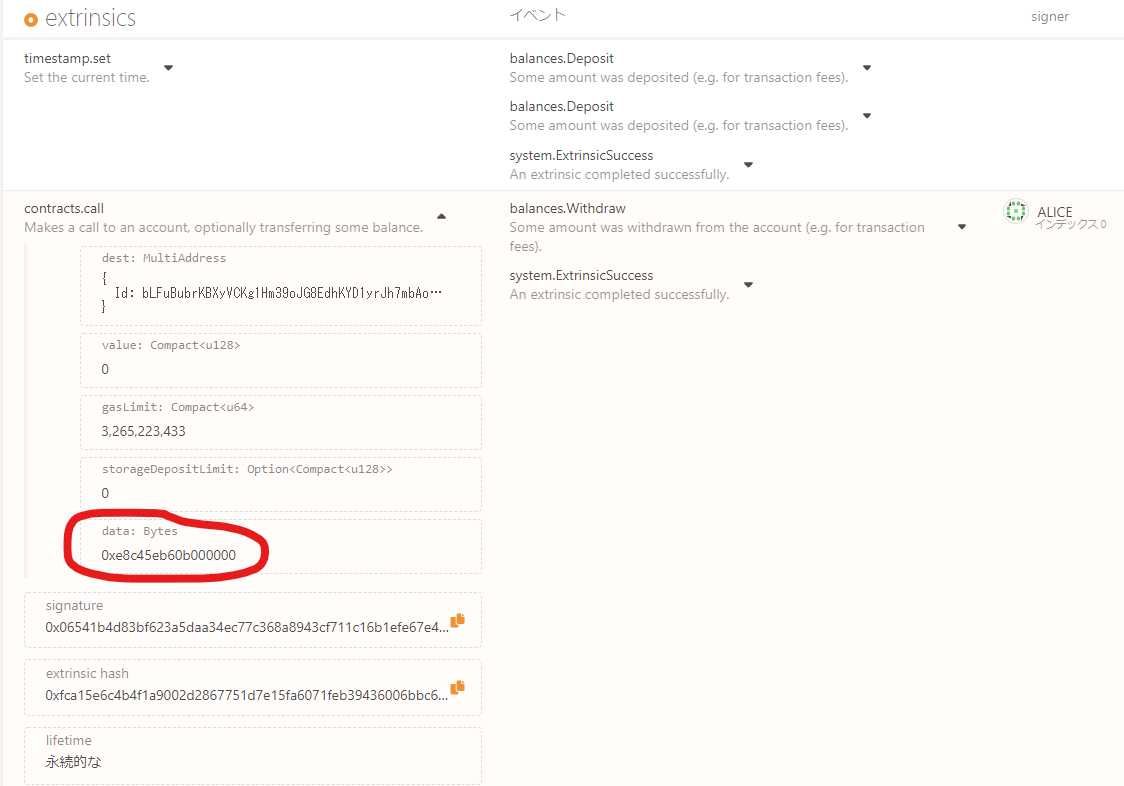 extrinsics
イベント
signer
timestamp.set
Set the current time.
balances.Deposit
Some amount was deposited (e.g. for transaction fees).
balances.Deposit
Some amount was deposited (e.g. for transaction fees).
system.ExtrinsicSuccess
An extrinsic completed successfully.
contracts.call
Makes a call to an account, optionally transferring some balance.
dest: MultiAddress
{
Id: bLFuBubrKBXyVCKg1Hm39oJG8EdhKYD1yrJh7mbAo…
}
value: Compact<u128>
0
gasLimit: Compact<u64>
3,265,223,433
storageDepositLimit: Option<Compact<u128>>
0
data: Bytes
0xe8c45eb60b000000
signature
0x06541b4d83bf623a5daa34ec77c368a8943cf711c16b1efe67e4...
extrinsic hash
0xfca15e6c4b4f1a9002d2867751d7e15fa6071feb39436006bbc6...
lifetime
永続的な
balances.Withdraw
Some amount was withdrawn from the account (e.g. for transaction
fees).
system.ExtrinsicSuccess
An extrinsic completed successfully.
ALICE
インデックス 0